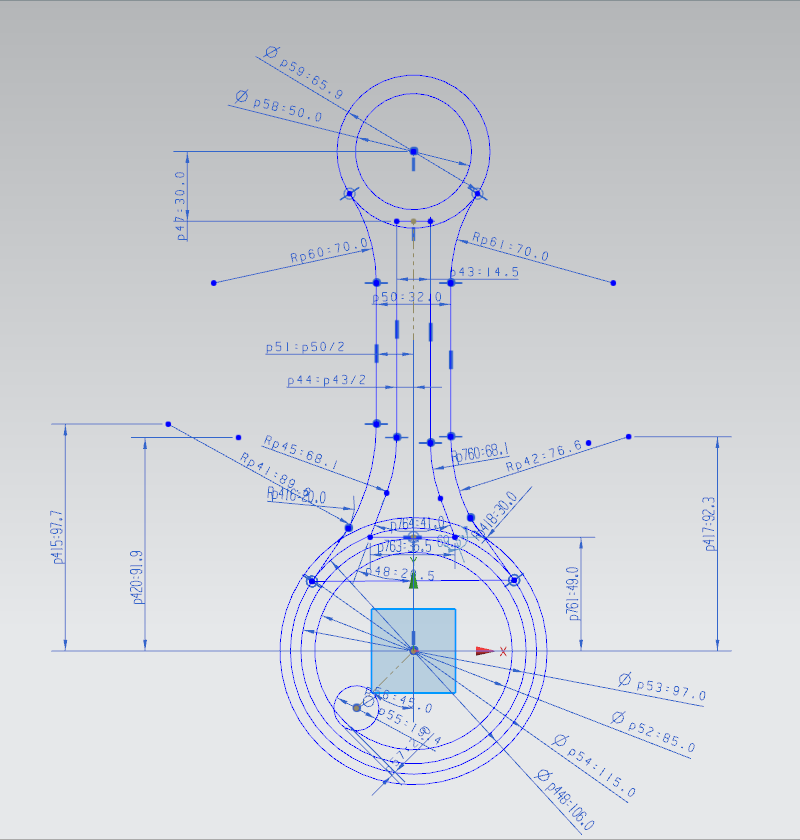 Ø p59:65.9
Ø p58:50.0
p47:30.0
Rp60:70.0
Rp61:70.0
p43:14.5
p50:32.0
p51:p50/2
p44:p43/2
Rp45:68.1
Rp760:68.1
Rp42:76.6
p764:41.0
p415:97.7
p420:91.9
p761:49.0
p417:92.3
X
Ø p53:97.0
Ø p52:85.0
Ø p54:115.0
Ø p448:106.0